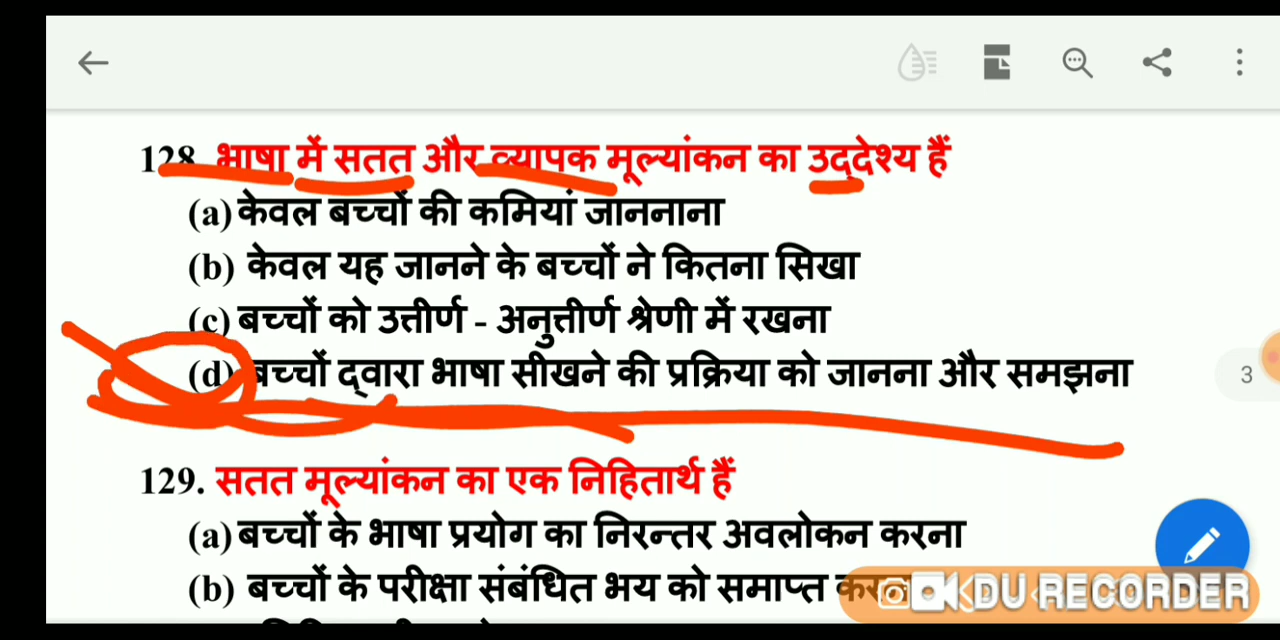 128. भाषा में सतत और व्यापक मूल्यांकन का उद्देश्य हैं
(a) केवल बच्चों की कमियां जाननाना
(b) केवल यह जानने के बच्चों ने कितना सिखा
(c) बच्चों को उत्तीर्ण - अनुत्तीर्ण श्रेणी में रखना
(d) बच्चों द्वारा भाषा सीखने की प्रक्रिया को जानना और समझना
3
129. सतत मूल्यांकन का एक निहितार्थ हैं
(a) बच्चों के भाषा प्रयोग का निरन्तर अवलोकन करना
(b) बच्चों के परीक्षा संबंधित भय को समाप्त
DU RECORDER